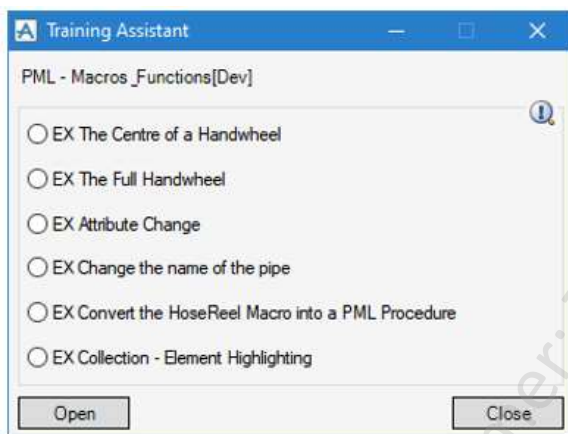 Training Assistant
PML - Macros_Functions[Dev]
EX The Centre of a Handwheel
EX The Full Handwheel
EX Attribute Change
EX Change the name of the pipe
EX Convert the HoseReel Macro into a PML Procedure
EX Collection - Element Highlighting
Open
Close